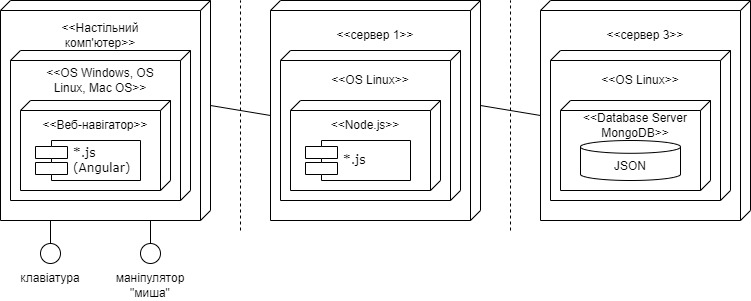 <<Настільний
комп'ютер>>
<<OS Windows, OS
Linux, Mac OS>>
<<Веб-навігатор>>
*.js
(Angular)
клавіатура
маніпулятор
"миша"
<<сервер 1>>
<<OS Linux>>
<<Node.js>>
*.js
<<сервер 3>>
<<OS Linux>>
<<Database Server
MongoDB>>
JSON